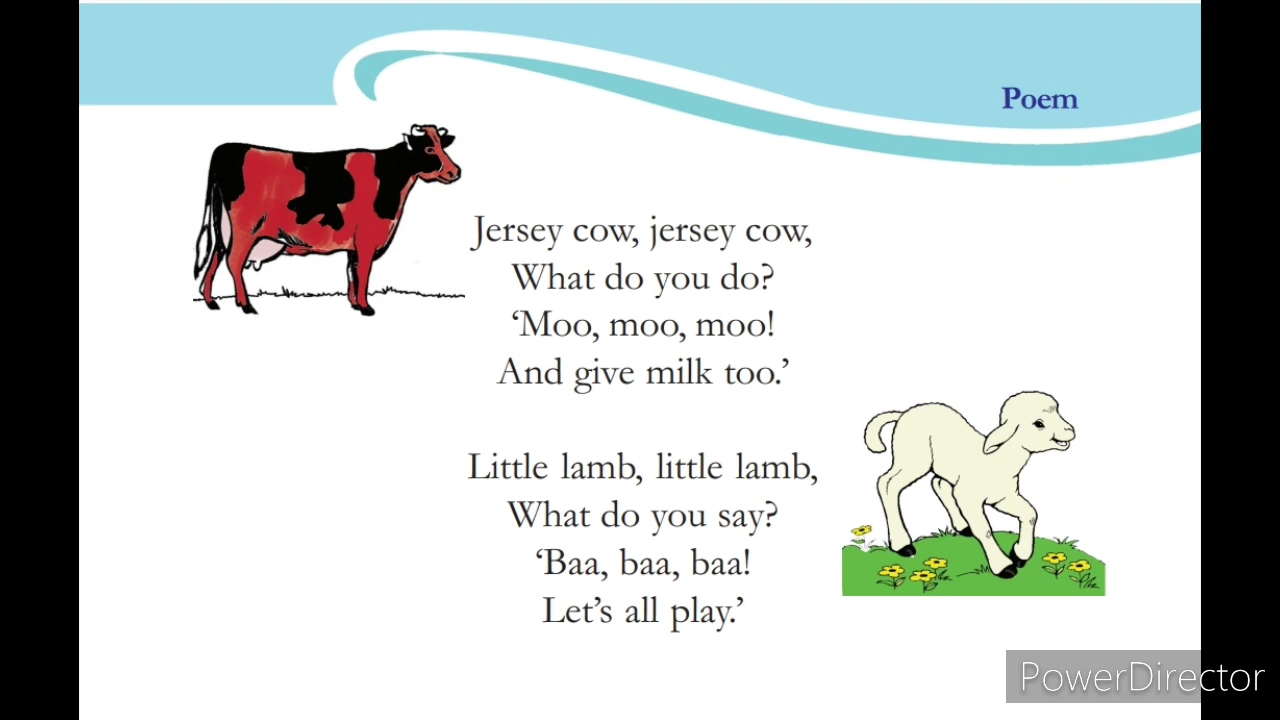 Poem
Jersey cow, jersey cow,
What do you do?
‘Moo, moo, moo!
And give milk too.’
Little lamb, little lamb,
What do you say?
‘Baa, baa, baa!
Let’s all play.’
PowerDirector